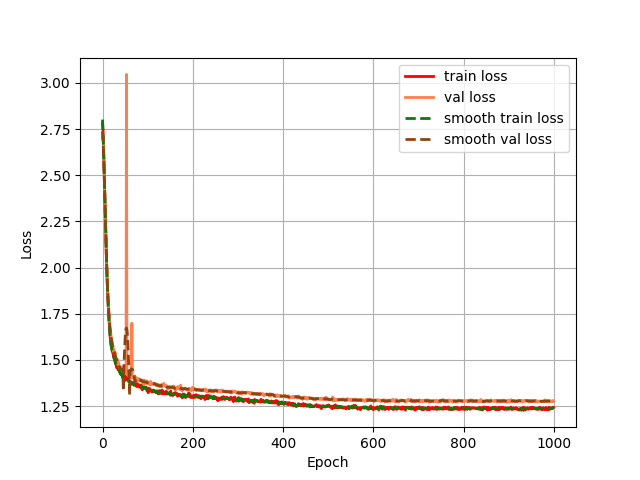 train loss
val loss
smooth train loss
smooth val loss
3.00
2.75
2.50
2.25
2.00
1.75
1.50
1.25
Loss
0 200 400 600 800 1000
Epoch